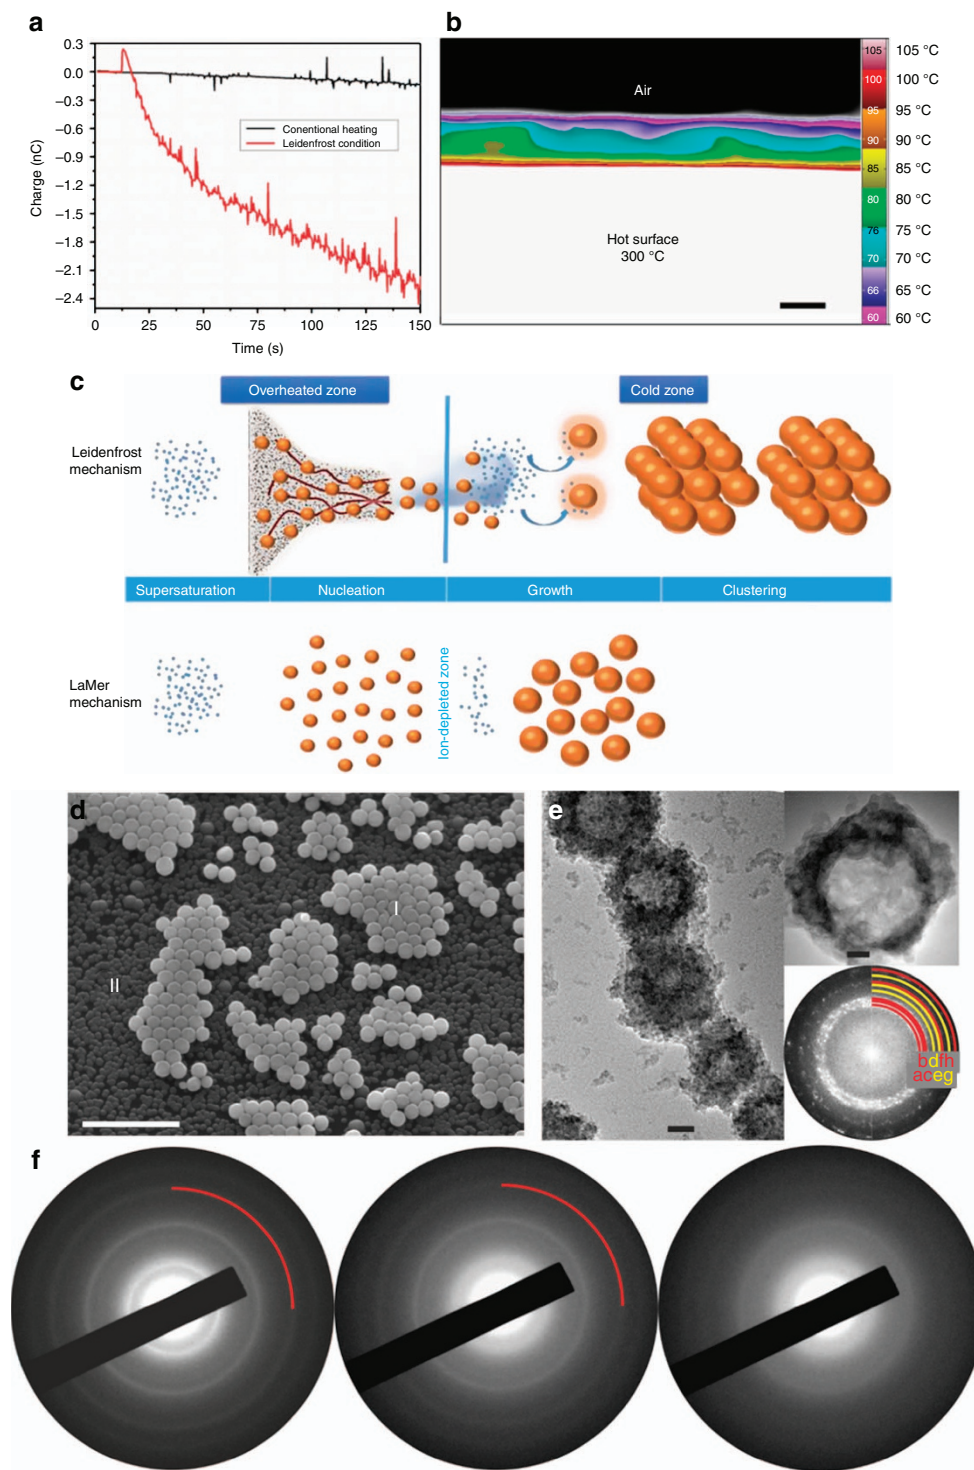 a
0.3
0.0
–0.3
–0.6
–0.9
–1.2
–1.5
–1.8
–2.1
–2.4
Charge (nC)
Conentional heating
Leidenfrost condition
0 25 50 75 100 125 150
Time (s)
b
Air
Hot surface
300 °C
105 105 °C
100 100 °C
95 95 °C
90 90 °C
85 85 °C
80 80 °C
76 75 °C
70 70 °C
66 65 °C
60 60 °C
c
Overheated zone Cold zone
Leidenfrost
mechanism
Supersaturation Nucleation Growth Clustering
LaMer
mechanism
Ion-depleted zone
d
I
II
e
bdfh
aceg
f